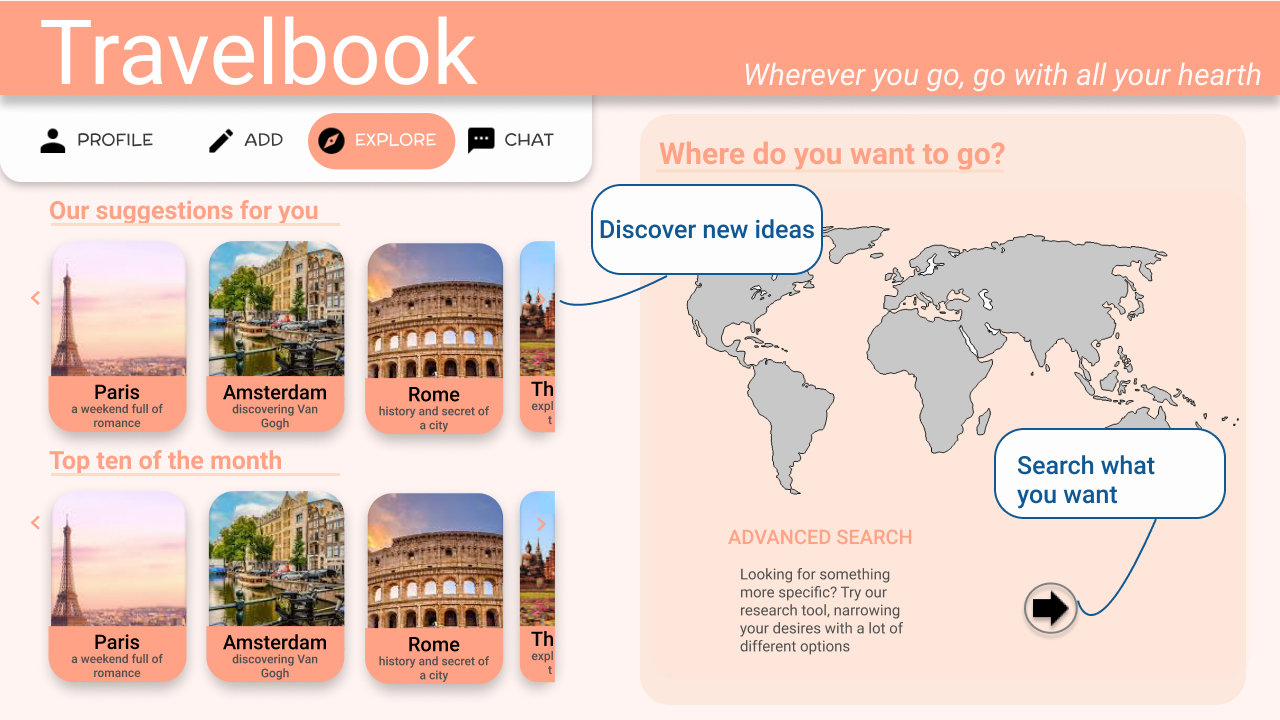 Travelbook
Wherever you go, go with all your hearth
PROFILE
ADD
EXPLORE
CHAT
Our suggestions for you
Paris
a weekend full of
romance
Amsterdam
discovering Van
Gogh
Rome
history and secret of
a city
Th
expl
t
Top ten of the month
Paris
a weekend full of
romance
Amsterdam
discovering Van
Gogh
Rome
history and secret of
a city
Th
expl
t
Where do you want to go?
Discover new ideas
Search what
you want
ADVANCED SEARCH
Looking for something
more specific? Try our
research tool, narrowing
your desires with a lot of
different options